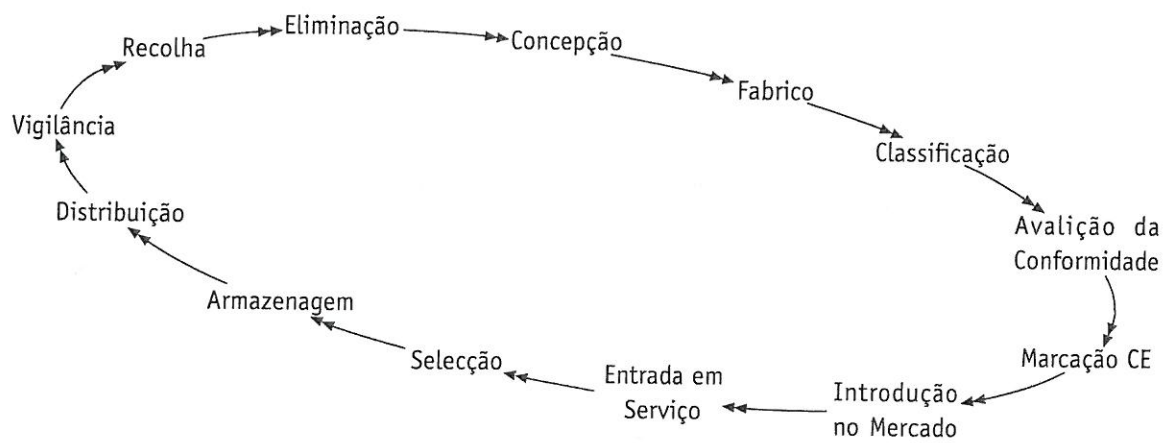 Eliminação
Concepção
Recolha
Fabrico
Vigilância
Classificação
Distribuição
Avalição da
Conformidade
Armazenagem
Selecção
Marcação CE
Entrada em
Serviço
Introdução
no Mercado